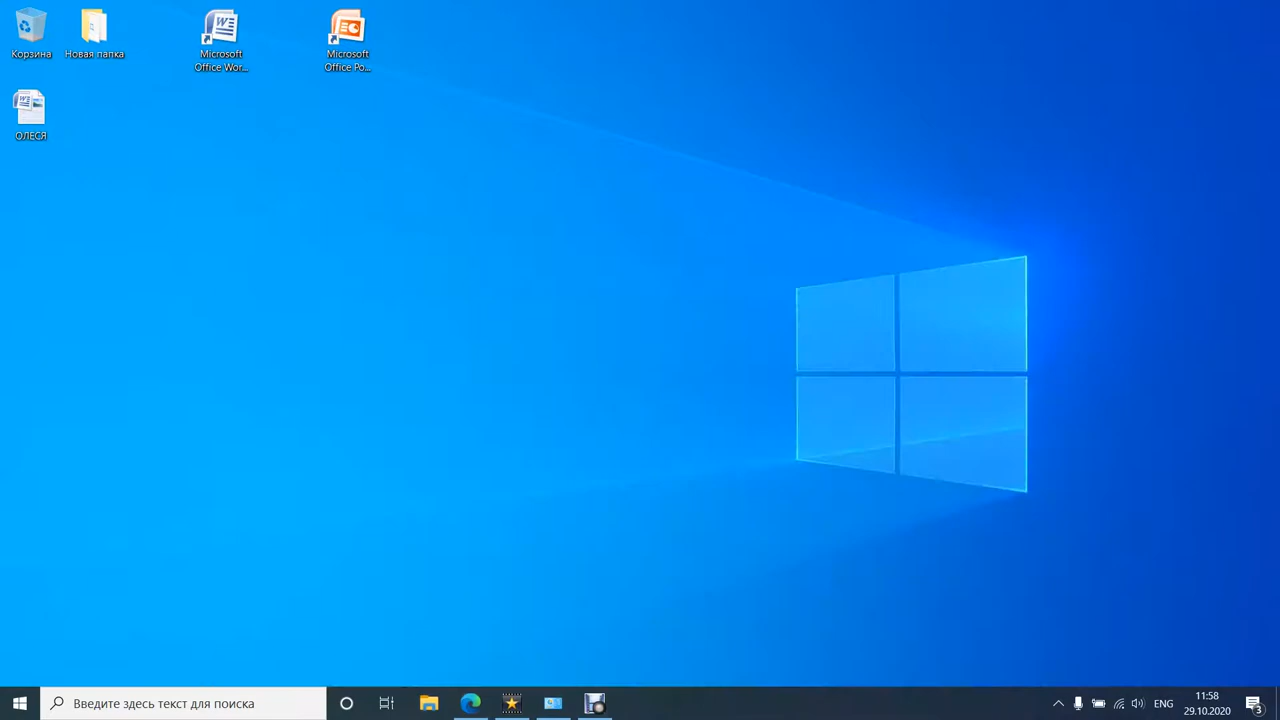 Корзина
Новая папка
Microsoft
Office Wor...
Microsoft
Office Po...
ОЛЕСЯ
Введите здесь текст для поиска
ENG
11:58
29.10.2020
3